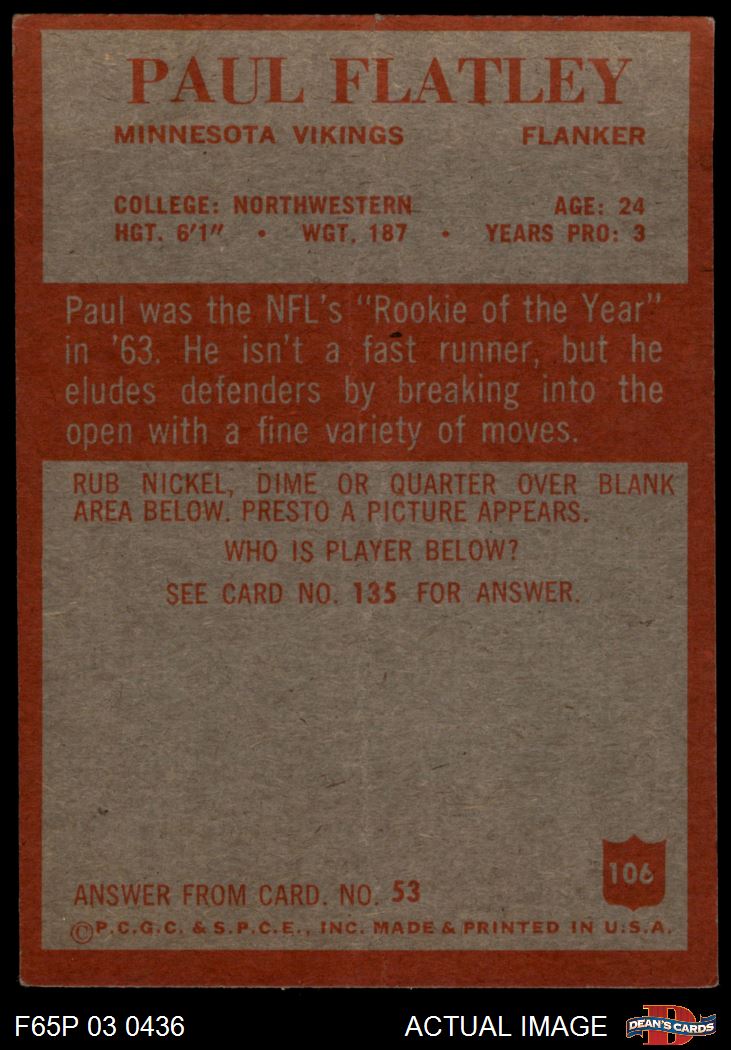 PAUL FLATLEY
MINNESOTA VIKINGS FLANKER
COLLEGE: NORTHWESTERN AGE: 24
HGT. 6'1" • WGT. 187 • YEARS PRO: 3
Paul was the NFL's "Rookie of the Year"
in '63. He isn't a fast runner, but he
eludes defenders by breaking into the
open with a fine variety of moves.
RUB NICKEL, DIME OR QUARTER OVER BLANK
AREA BELOW. PRESTO A PICTURE APPEARS.
WHO IS PLAYER BELOW?
SEE CARD NO. 135 FOR ANSWER.
106
ANSWER FROM CARD. NO. 53
©P.C.G.C. & S.P.C.E., INC. MADE & PRINTED IN U.S.A.
F65P 03 0436 ACTUAL IMAGE
D
DEAN'S CARDS